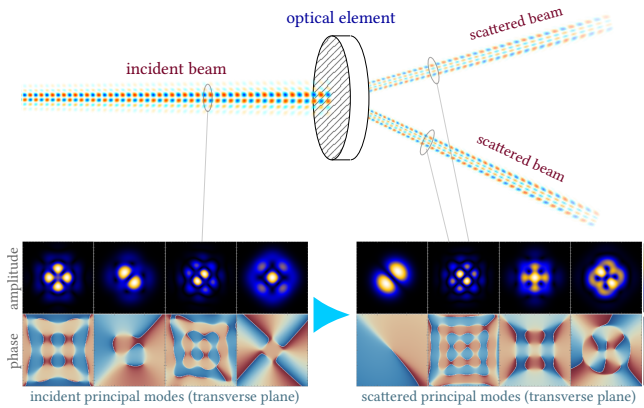 optical element
scattered beam
incident beam
scattered beam
amplitude
phase
incident principal modes (transverse plane)
scattered principal modes (transverse plane)